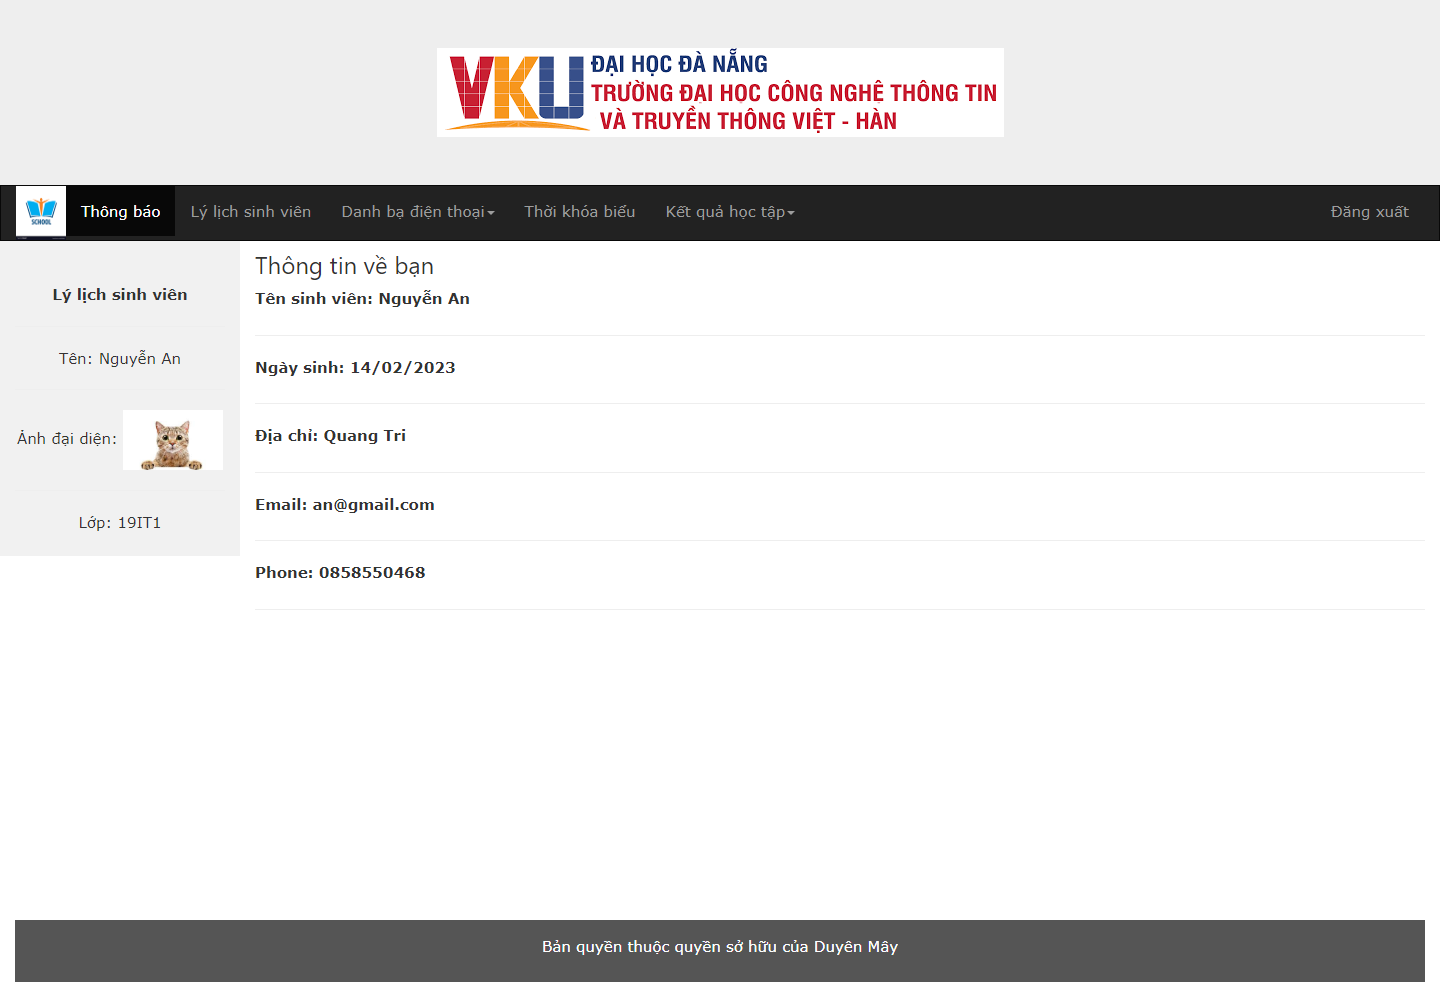 VKU
ĐẠI HỌC ĐÀ NẴNG
TRƯỜNG ĐẠI HỌC CÔNG NGHỆ THÔNG TIN
VÀ TRUYỀN THÔNG VIỆT - HÀN
SCHOOL
Thông báo
Lý lịch sinh viên
Danh bạ điện thoại
Thời khóa biểu
Kết quả học tập
Đăng xuất
Lý lịch sinh viên
Tên: Nguyễn An
Ảnh đại diện:
Lớp: 19IT1
Thông tin về bạn
Tên sinh viên: Nguyễn An
Ngày sinh: 14/02/2023
Địa chỉ: Quang Tri
Email: an@gmail.com
Phone: 0858550468
Bản quyền thuộc quyền sở hữu của Duyên Mây